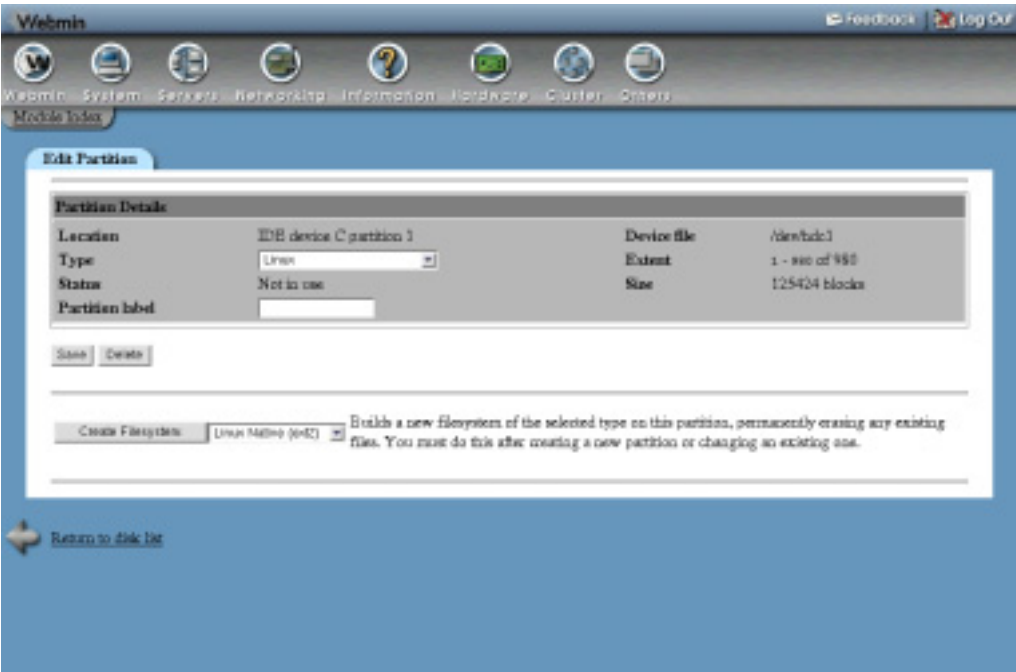 Webmin
Feedback
Log Out
Webmin System Servers Networking Information Hardware Cluster Others
Module Index
Edit Partition
Partition Details
Location IDE device C partition 1 Device file /dev/hdc1
Type Linux Extent 1 - 980 of 980
Status Not in use Size 125424 blocks
Partition label
Save Delete
Create Filesystem: Linux Native (ext2) Builds a new filesystem of the selected type on this partition, permanently erasing any existing
files. You must do this after creating a new partition or changing an existing one.
Return to disk list